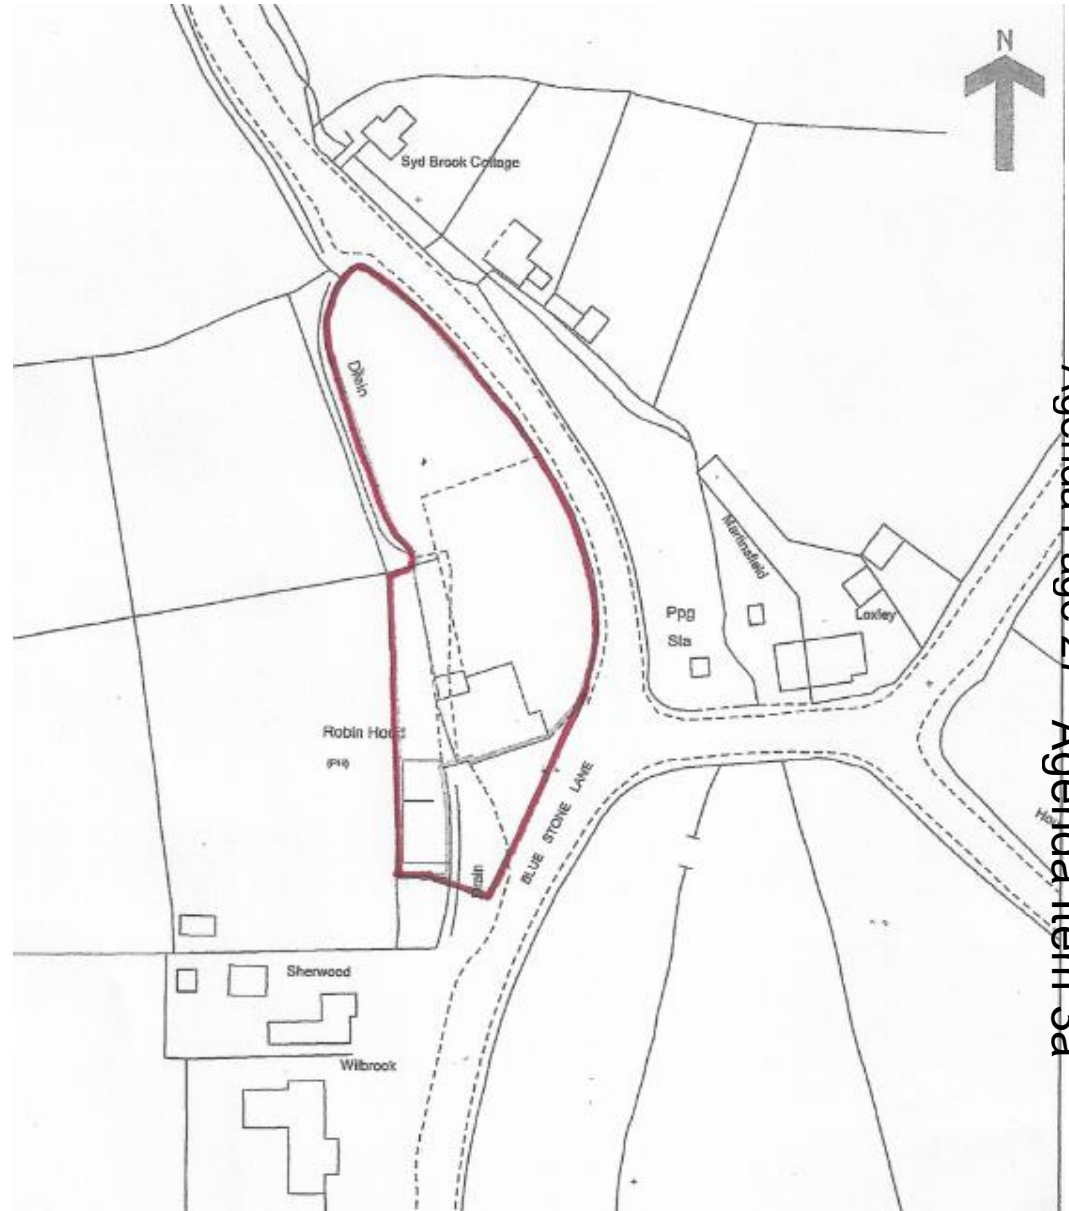 N
Syd Brook Cottage
Drain
Martinsfield
Ppg
Sta
Loxley
Robin Hood
(PH)
BLUE STONE LANE
Drain
Sherwood
Wilbrook
Agenda Page 27
Agenda Item 3a